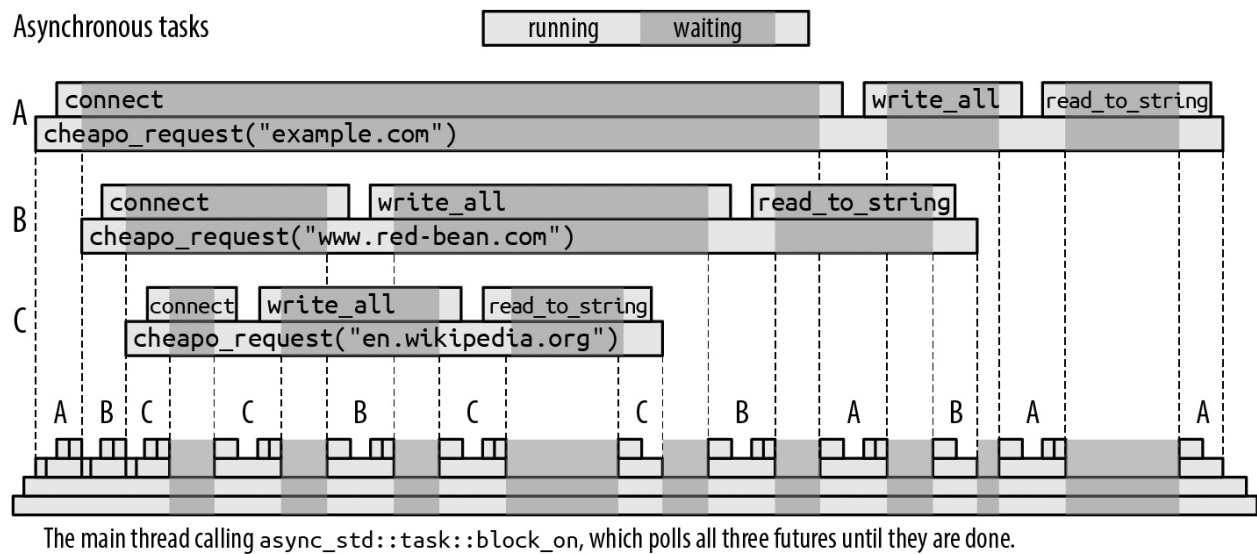 Asynchronous tasks
running waiting
A
connect write_all read_to_string
cheapo_request("example.com")
B
connect write_all read_to_string
cheapo_request("www.red-bean.com")
C
connect write_all read_to_string
cheapo_request("en.wikipedia.org")
A B C C B C C B A B A A
The main thread calling async_std::task::block_on, which polls all three futures until they are done.